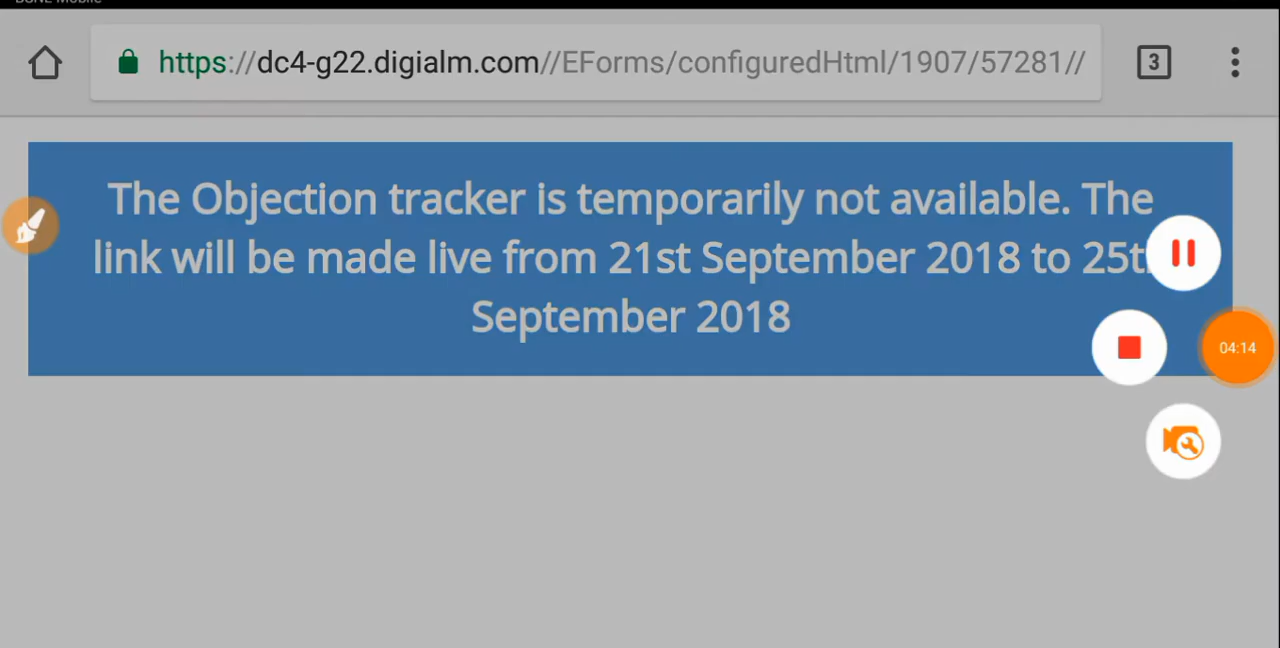 https://dc4-g22.digialm.com//EForms/configuredHtml/1907/57281//
3
The Objection tracker is temporarily not available. The
link will be made live from 21st September 2018 to
September 2018
04:14